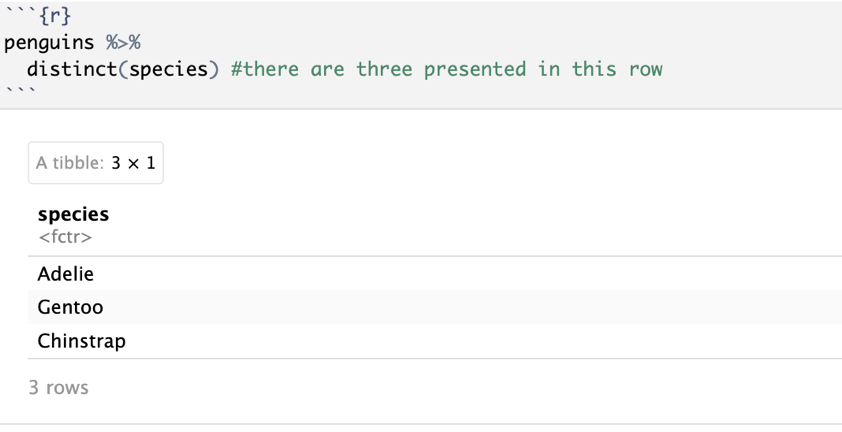 ```{r}
penguins %>%
  distinct(species) #there are three presented in this row
```
A tibble: 3 × 1
species
<fctr>
Adelie
Gentoo
Chinstrap
3 rows